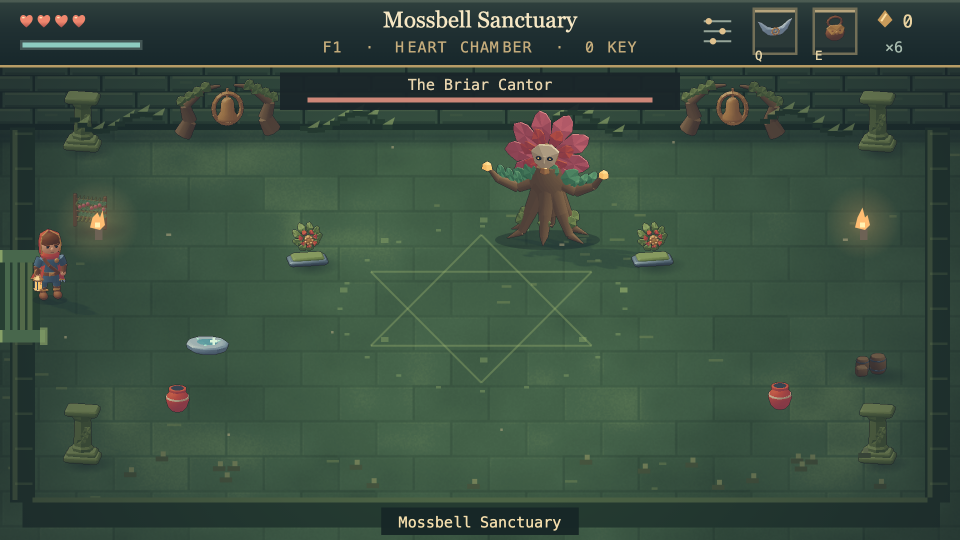 Mossbell Sanctuary
F1 · HEART CHAMBER · 0 KEY
Q
E
0
×6
The Briar Cantor
Mossbell Sanctuary